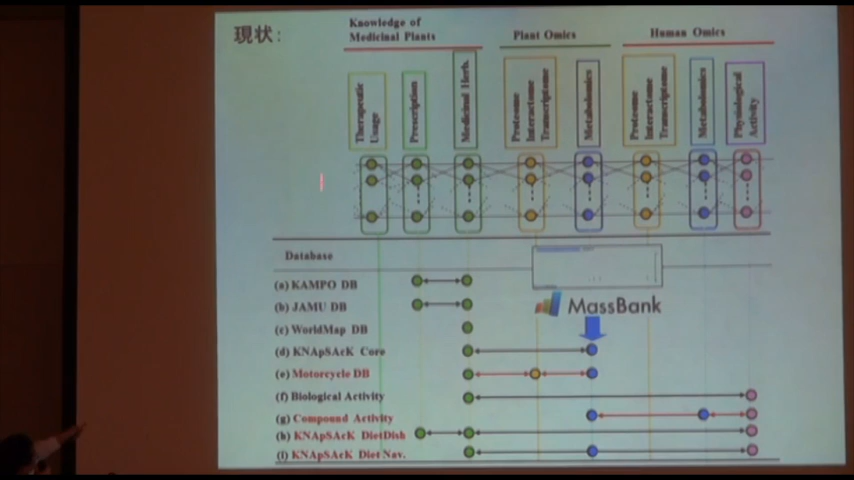 現状:
Knowledge of
Medicinal Plants
Plant Omics
Human Omics
Therapeutic
Usage
Prescription
Medicinal Herb.
Proteome
Interactome
Transcriptome
Metabolomics
Proteome
Interactome
Transcriptome
Metabolomics
Physiological
Activity
Database
(a) KAMPO DB
(b) JAMU DB
MassBank
(c) WorldMap DB
(d) KNApSAcK Core
(e) Motorcycle DB
(f) Biological Activity
(g) Compound Activity
(h) KNApSAcK DietDish
(i) KNApSAcK Diet Nav.